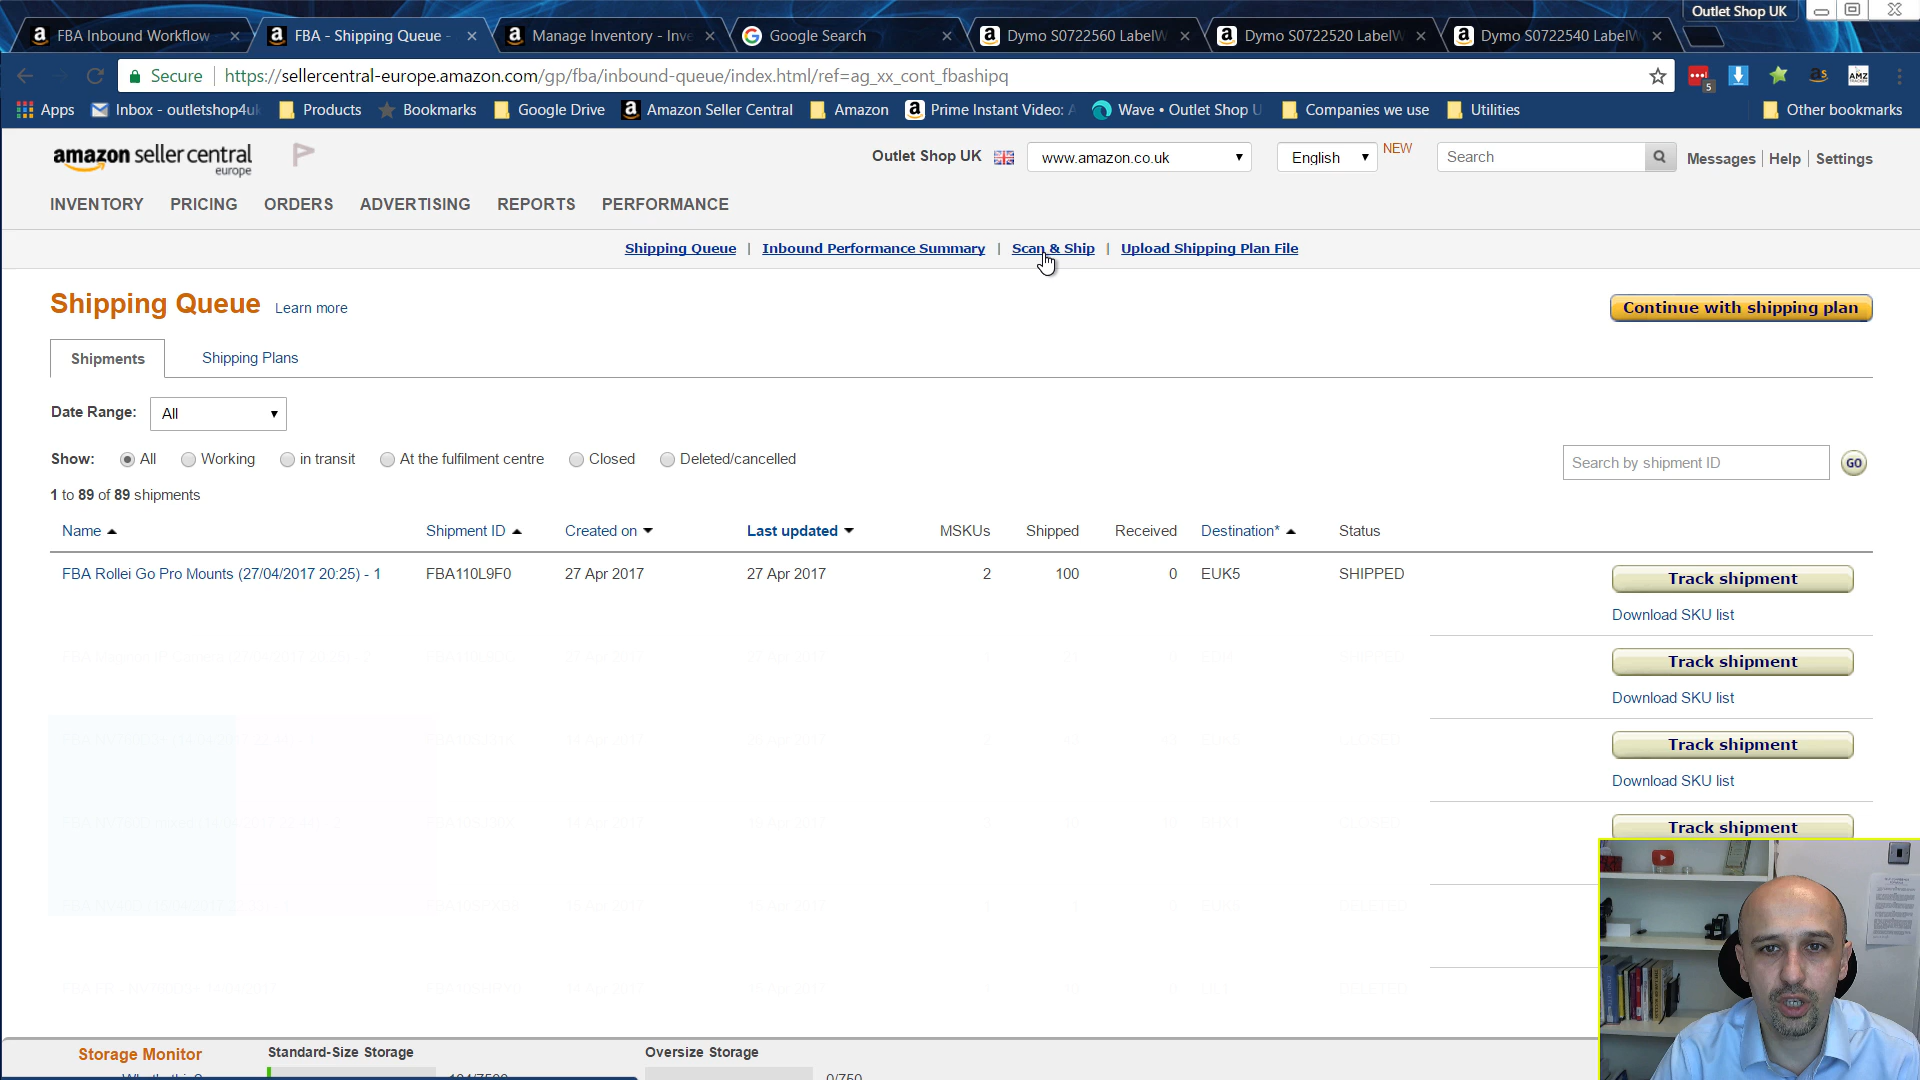 Outlet Shop UK
FBA Inbound Workflow
FBA - Shipping Queue -
Manage Inventory - Inve
Google Search
Dymo S0722560 LabelW
Dymo S0722520 LabelW
Dymo S0722540 LabelW
Secure
https://sellercentral-europe.amazon.com/gp/fba/inbound-queue/index.html/ref=ag_xx_cont_fbashipq
5
AMZ
Apps
Inbox - outletshop4uk
Products
Bookmarks
Google Drive
Amazon Seller Central
Amazon
Prime Instant Video: A
Wave • Outlet Shop U
Companies we use
Utilities
Other bookmarks
amazon seller central
europe
Outlet Shop UK
www.amazon.co.uk
English
NEW
Search
Messages | Help | Settings
INVENTORY PRICING ORDERS ADVERTISING REPORTS PERFORMANCE
Shipping Queue | Inbound Performance Summary | Scan & Ship | Upload Shipping Plan File
Shipping Queue Learn more
Continue with shipping plan
Shipments
Shipping Plans
Date Range: All
Show: All Working in transit At the fulfilment centre Closed Deleted/cancelled
Search by shipment ID
GO
1 to 89 of 89 shipments
Name Shipment ID Created on Last updated MSKUs Shipped Received Destination* Status
FBA Rollei Go Pro Mounts (27/04/2017 20:25) - 1 FBA110L9F0 27 Apr 2017 27 Apr 2017 2 100 0 EUK5 SHIPPED
Track shipment
Download SKU list
Track shipment
Download SKU list
Track shipment
Download SKU list
Track shipment
Storage Monitor
Standard-Size Storage
Oversize Storage
0/750